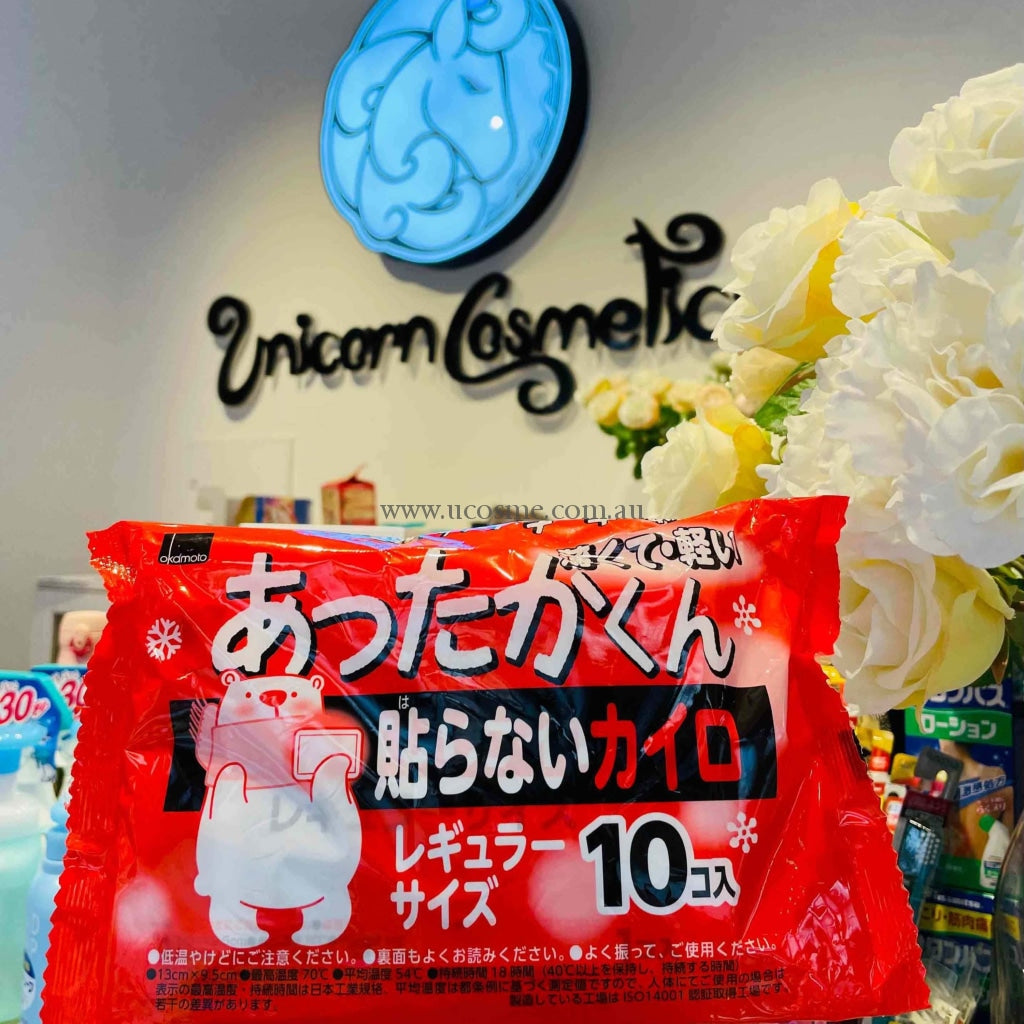 Unicorn Cosmetic
www.ucosme.com.au
okamoto
薄くて・軽い
あったかくん
は
貼らないカイロ
レギュラー
サイズ
10コ入
●低温やけどにご注意ください。●裏面もよくお読みください。●よく振って、ご使用ください。
●13cm×9.5cm●最高温度 70℃●平均温度 54℃●持続時間 18 時間 (40℃以上を保持し、持続する時間)
表示の最高温度・持続時間は日本工業規格、平均温度は都条例に基づく測定値ですので、人体にてご使用の場合は
若干の差異があります。
製造している工場は ISO14001 認証取得工場です。
30
30
ローション
こり・筋肉痛